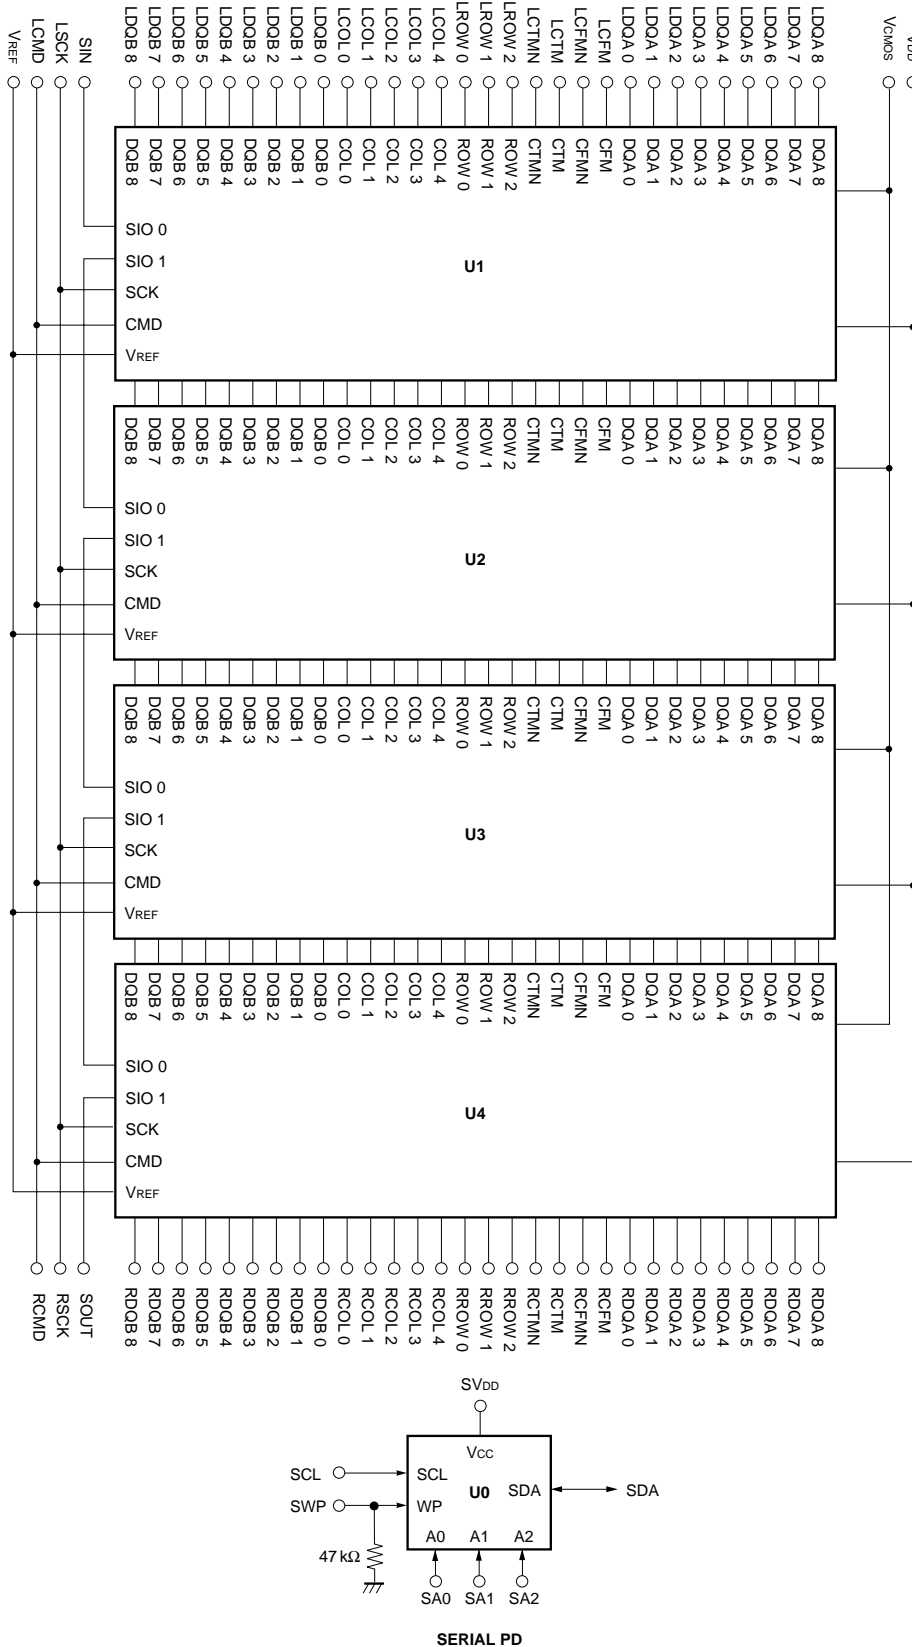 VREF LCMD LSCK SIN LDQB 8 LDQB 7 LDQB 6 LDQB 5 LDQB 4 LDQB 3 LDQB 2 LDQB 1 LDQB 0 LCOL 0 LCOL 1 LCOL 2 LCOL 3 LCOL 4 LROW 0 LROW 1 LROW 2 LCTMN LCTM LCFMN LCFM LDQA 0 LDQA 1 LDQA 2 LDQA 3 LDQA 4 LDQA 5 LDQA 6 LDQA 7 LDQA 8 VCMOS VDD
DQB 8 DQB 7 DQB 6 DQB 5 DQB 4 DQB 3 DQB 2 DQB 1 DQB 0 COL 0 COL 1 COL 2 COL 3 COL 4 ROW 0 ROW 1 ROW 2 CTMN CTM CFMN CFM DQA 0 DQA 1 DQA 2 DQA 3 DQA 4 DQA 5 DQA 6 DQA 7 DQA 8
SIO 0
SIO 1
U1
SCK
CMD
VREF
DQB 8 DQB 7 DQB 6 DQB 5 DQB 4 DQB 3 DQB 2 DQB 1 DQB 0 COL 0 COL 1 COL 2 COL 3 COL 4 ROW 0 ROW 1 ROW 2 CTMN CTM CFMN CFM DQA 0 DQA 1 DQA 2 DQA 3 DQA 4 DQA 5 DQA 6 DQA 7 DQA 8
SIO 0
SIO 1
U2
SCK
CMD
VREF
DQB 8 DQB 7 DQB 6 DQB 5 DQB 4 DQB 3 DQB 2 DQB 1 DQB 0 COL 0 COL 1 COL 2 COL 3 COL 4 ROW 0 ROW 1 ROW 2 CTMN CTM CFMN CFM DQA 0 DQA 1 DQA 2 DQA 3 DQA 4 DQA 5 DQA 6 DQA 7 DQA 8
SIO 0
SIO 1
U3
SCK
CMD
VREF
DQB 8 DQB 7 DQB 6 DQB 5 DQB 4 DQB 3 DQB 2 DQB 1 DQB 0 COL 0 COL 1 COL 2 COL 3 COL 4 ROW 0 ROW 1 ROW 2 CTMN CTM CFMN CFM DQA 0 DQA 1 DQA 2 DQA 3 DQA 4 DQA 5 DQA 6 DQA 7 DQA 8
SIO 0
SIO 1
U4
SCK
CMD
VREF
RCMD RSCK SOUT RDQB 8 RDQB 7 RDQB 6 RDQB 5 RDQB 4 RDQB 3 RDQB 2 RDQB 1 RDQB 0 RCOL 0 RCOL 1 RCOL 2 RCOL 3 RCOL 4 RROW 0 RROW 1 RROW 2 RCTMN RCTM RCFMN RCFM RDQA 0 RDQA 1 RDQA 2 RDQA 3 RDQA 4 RDQA 5 RDQA 6 RDQA 7 RDQA 8
SVDD
VCC
SCL SCL
U0 SDA SDA
SWP WP
A0 A1 A2
47 kΩ
SA0 SA1 SA2
SERIAL PD